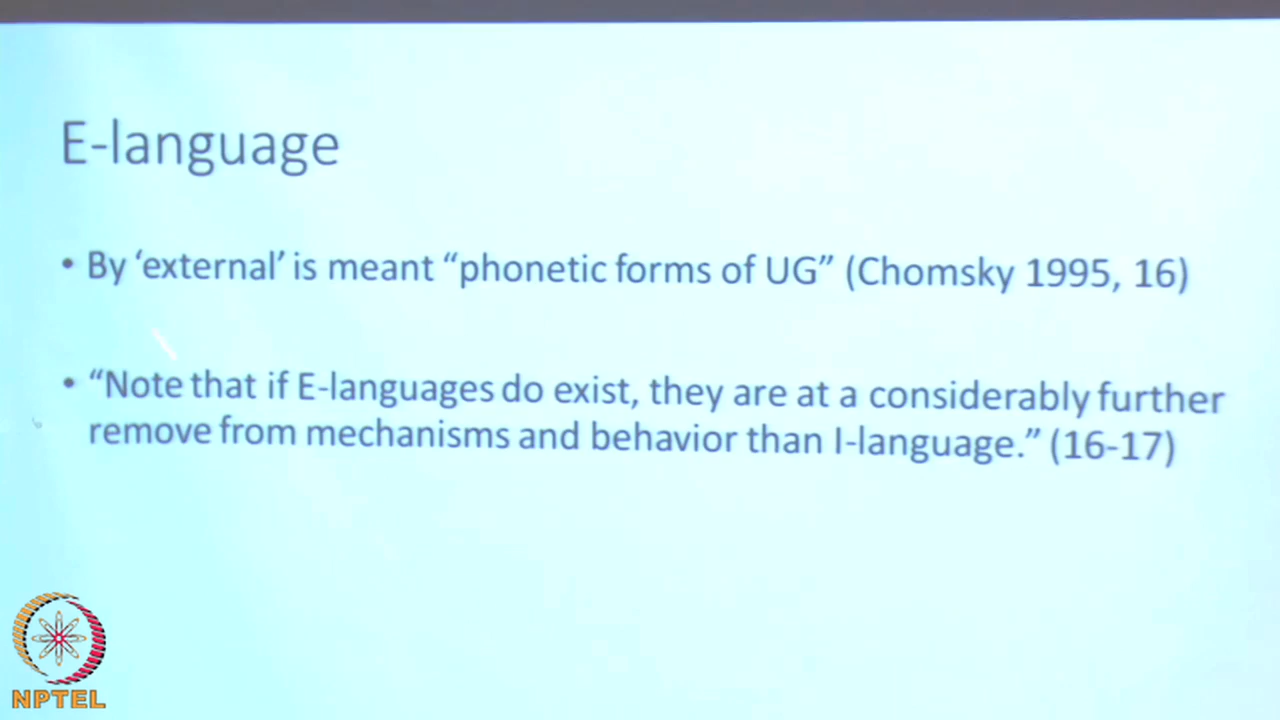 E-language
• By ‘external’ is meant “phonetic forms of UG” (Chomsky 1995, 16)
• “Note that if E-languages do exist, they are at a considerably further
remove from mechanisms and behavior than I-language.” (16-17)
NPTEL